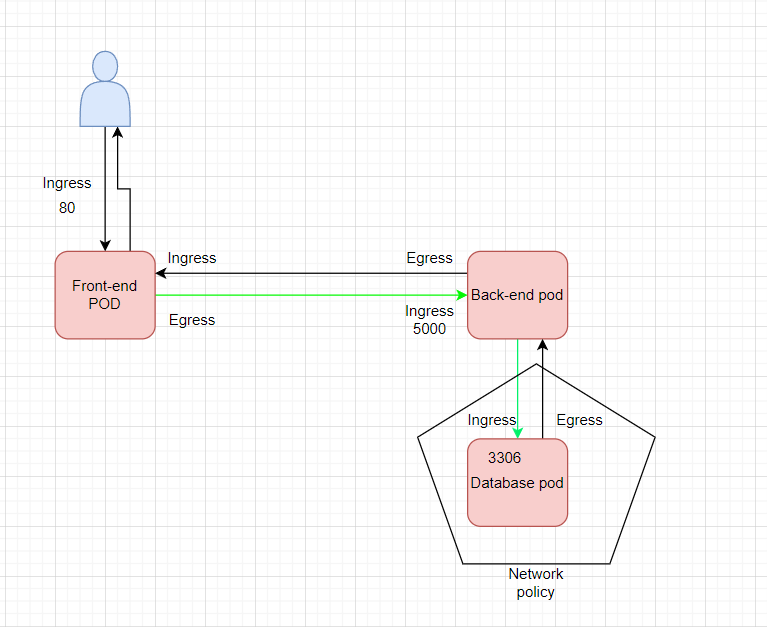 Ingress
80
Front-end
POD
Ingress
Egress
Egress
Ingress
5000
Back-end pod
Ingress
Egress
3306
Database pod
Network
policy